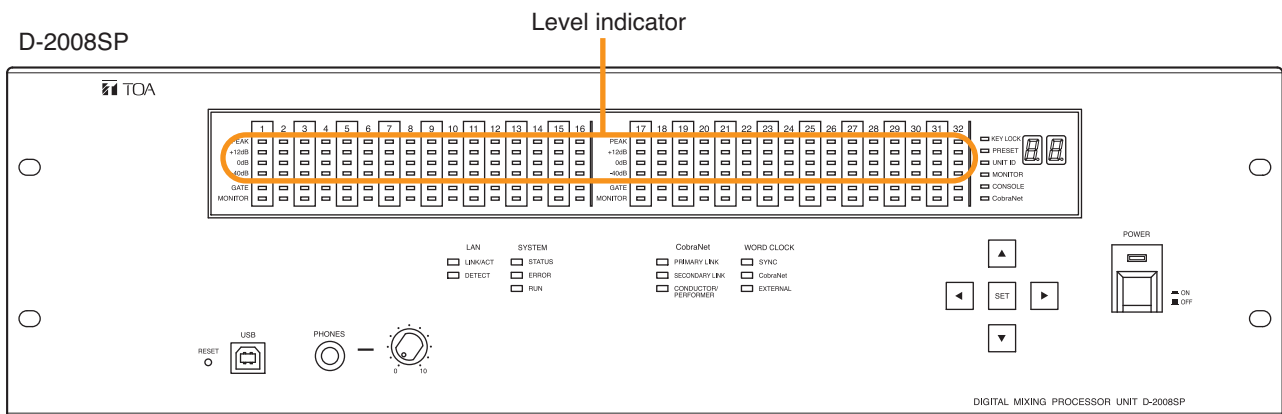 Level indicator
D-2008SP
TOA
1 2 3 4 5 6 7 8 9 10 11 12 13 14 15 16 17 18 19 20 21 22 23 24 25 26 27 28 29 30 31 32
PEAK PEAK KEY LOCK
+12dB +12dB PRESET
0dB 0dB UNIT ID
-40dB -40dB MONITOR
GATE GATE CONSOLE
MONITOR MONITOR CobraNet
8.8.
LAN SYSTEM CobraNet WORD CLOCK POWER
LINK/ACT STATUS PRIMARY LINK SYNC
DETECT ERROR SECONDARY LINK CobraNet
RUN CONDUCTOR/ EXTERNAL
PERFORMER
SET
ON
OFF
USB PHONES
RESET
0 10
DIGITAL MIXING PROCESSOR UNIT D-2008SP